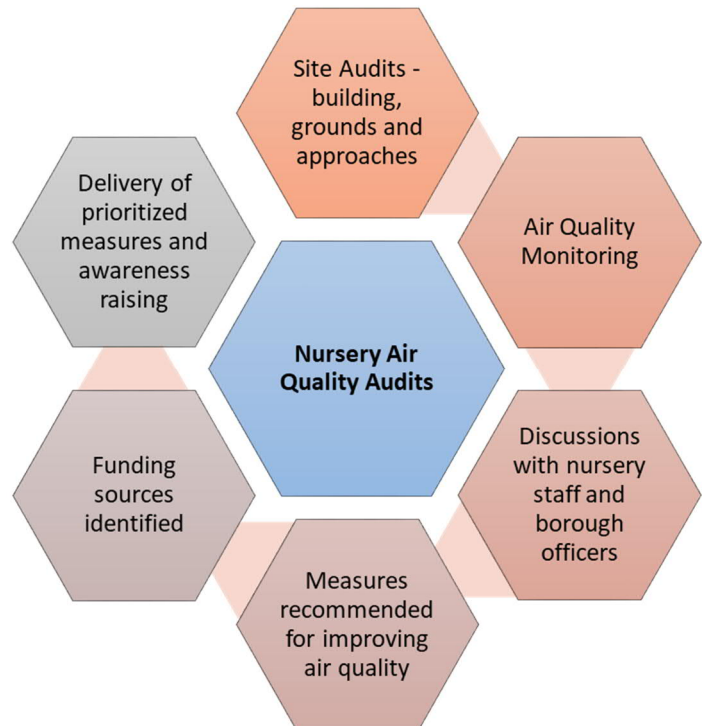 Site Audits -
building,
grounds and
approaches
Air Quality
Monitoring
Discussions
with nursery
staff and
borough
officers
Measures
recommended
for improving
air quality
Funding
sources
identified
Delivery of
prioritized
measures and
awareness
raising
Nursery Air
Quality Audits